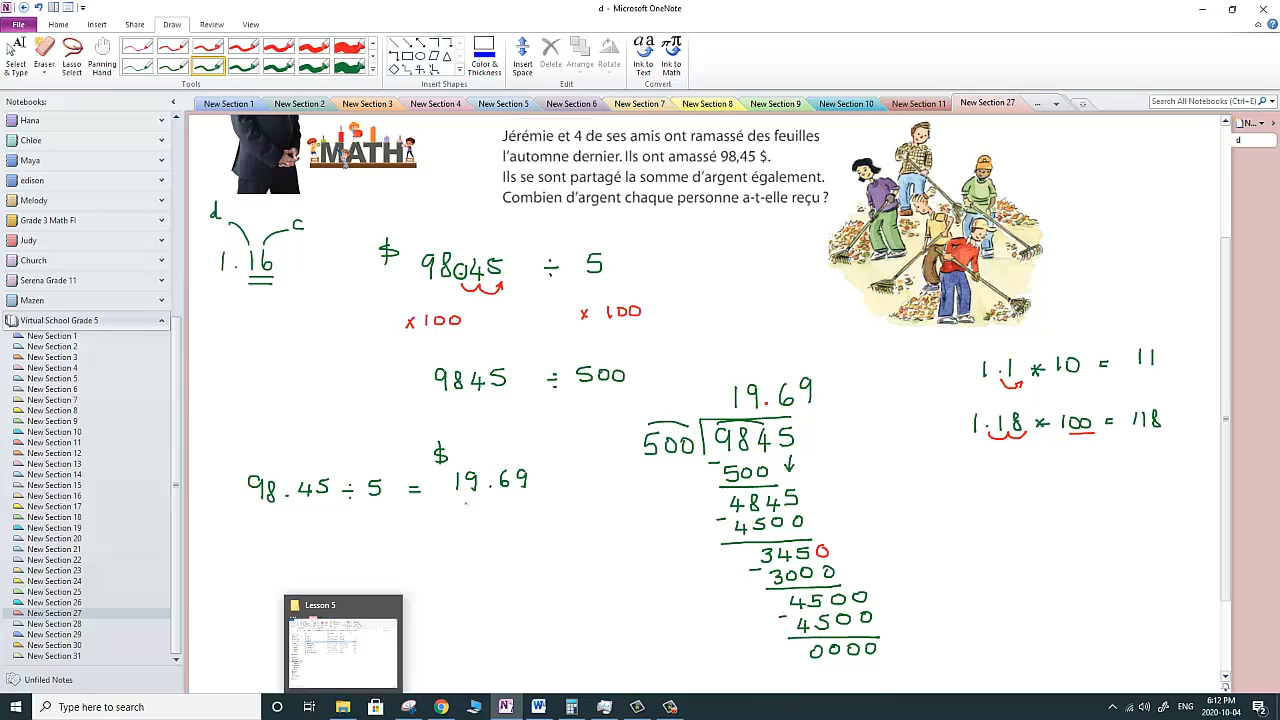 d - Microsoft OneNote
File Home Insert Share Draw Review View
Select & Type Eraser Lasso Select Panning Hand Color & Thickness Insert Space Delete Arrange Rotate Ink to Text Ink to Math
Tools Insert Shapes Edit Convert
Notebooks:
New Section 1 New Section 2 New Section 3 New Section 4 New Section 5 New Section 6 New Section 7 New Section 8 New Section 9 New Section 10 New Section 11 New Section 27 ...
Search All Notebooks (Ctrl+E)
N...
d
Hana
Chloe
Maya
edison
Melody
Grade 3 Math FI
Judy
Church
Serena Grade 11
Mazen
Virtual School Grade 5
New Section 1
New Section 2
New Section 3
New Section 4
New Section 5
New Section 6
New Section 7
New Section 8
New Section 9
New Section 10
New Section 11
New Section 12
New Section 13
New Section 14
New Section 15
New Section 16
New Section 17
New Section 18
New Section 19
New Section 20
New Section 21
New Section 22
New Section 23
New Section 24
New Section 25
New Section 26
New Section 27
New Section 28
New Section 29
New Section 30
New Section 31
Unfiled Notes
MATH
Jérémie et 4 de ses amis ont ramassé des feuilles
l'automne dernier. Ils ont amassé 98,45 $.
Ils se sont partagé la somme d'argent également.
Combien d'argent chaque personne a-t-elle reçu ?
d c
1.16
$ 98.45 ÷ 5
× 100 × 100
9845 ÷ 500
$
98.45 ÷ 5 = 19.69
19.69
500 9845
- 500
4845
- 4500
3450
- 3000
4500
- 4500
0000
1.1 * 10 = 11
1.18 * 100 = 118
Lesson 5
Type here to search
ENG
6:12 PM
2020-10-04